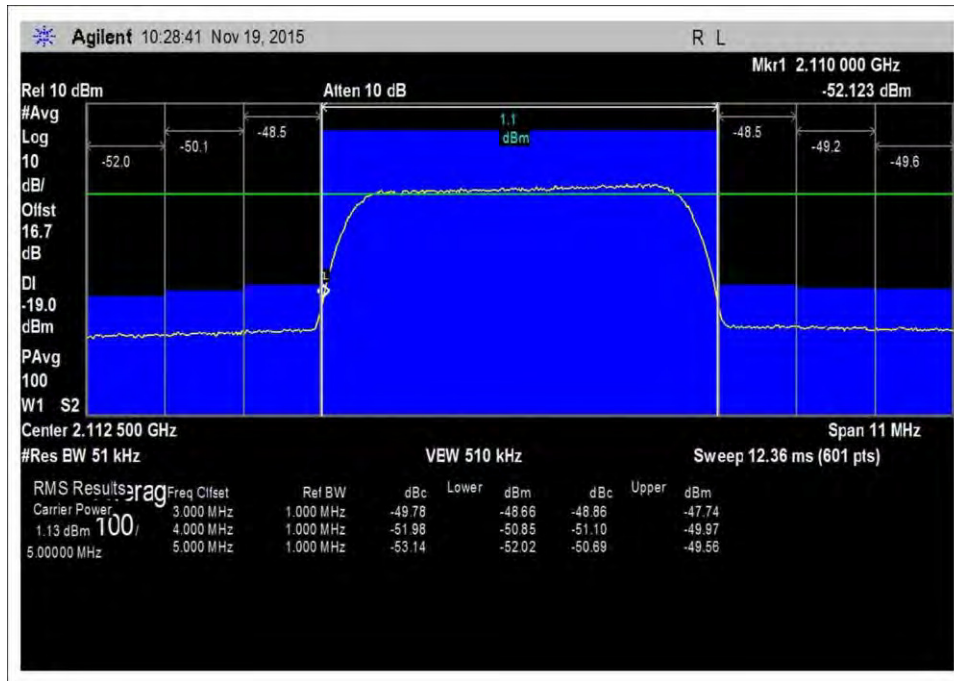 Agilent 10:28:41 Nov 19, 2015 R L
Mkr1 2.110 000 GHz
Rel 10 dBm Atten 10 dB -52.123 dBm
#Avg
Log
10
dB/
Offst
16.7
dB
DI
-19.0
dBm
PAvg
100
W1 S2
1.1
dBm
-52.0 -50.1 -48.5 -48.5 -49.2 -49.6
Center 2.112 500 GHz Span 11 MHz
#Res BW 51 kHz VBW 510 kHz Sweep 12.36 ms (601 pts)
RMS Results Freq Offset Ref BW dBc Lower dBm dBc Upper dBm
Carrier Power 3.000 MHz 1.000 MHz -49.78 -48.66 -48.86 -47.74
1.13 dBm / 100 4.000 MHz 1.000 MHz -51.98 -50.85 -51.10 -49.97
5.00000 MHz 5.000 MHz 1.000 MHz -53.14 -52.02 -50.69 -49.56